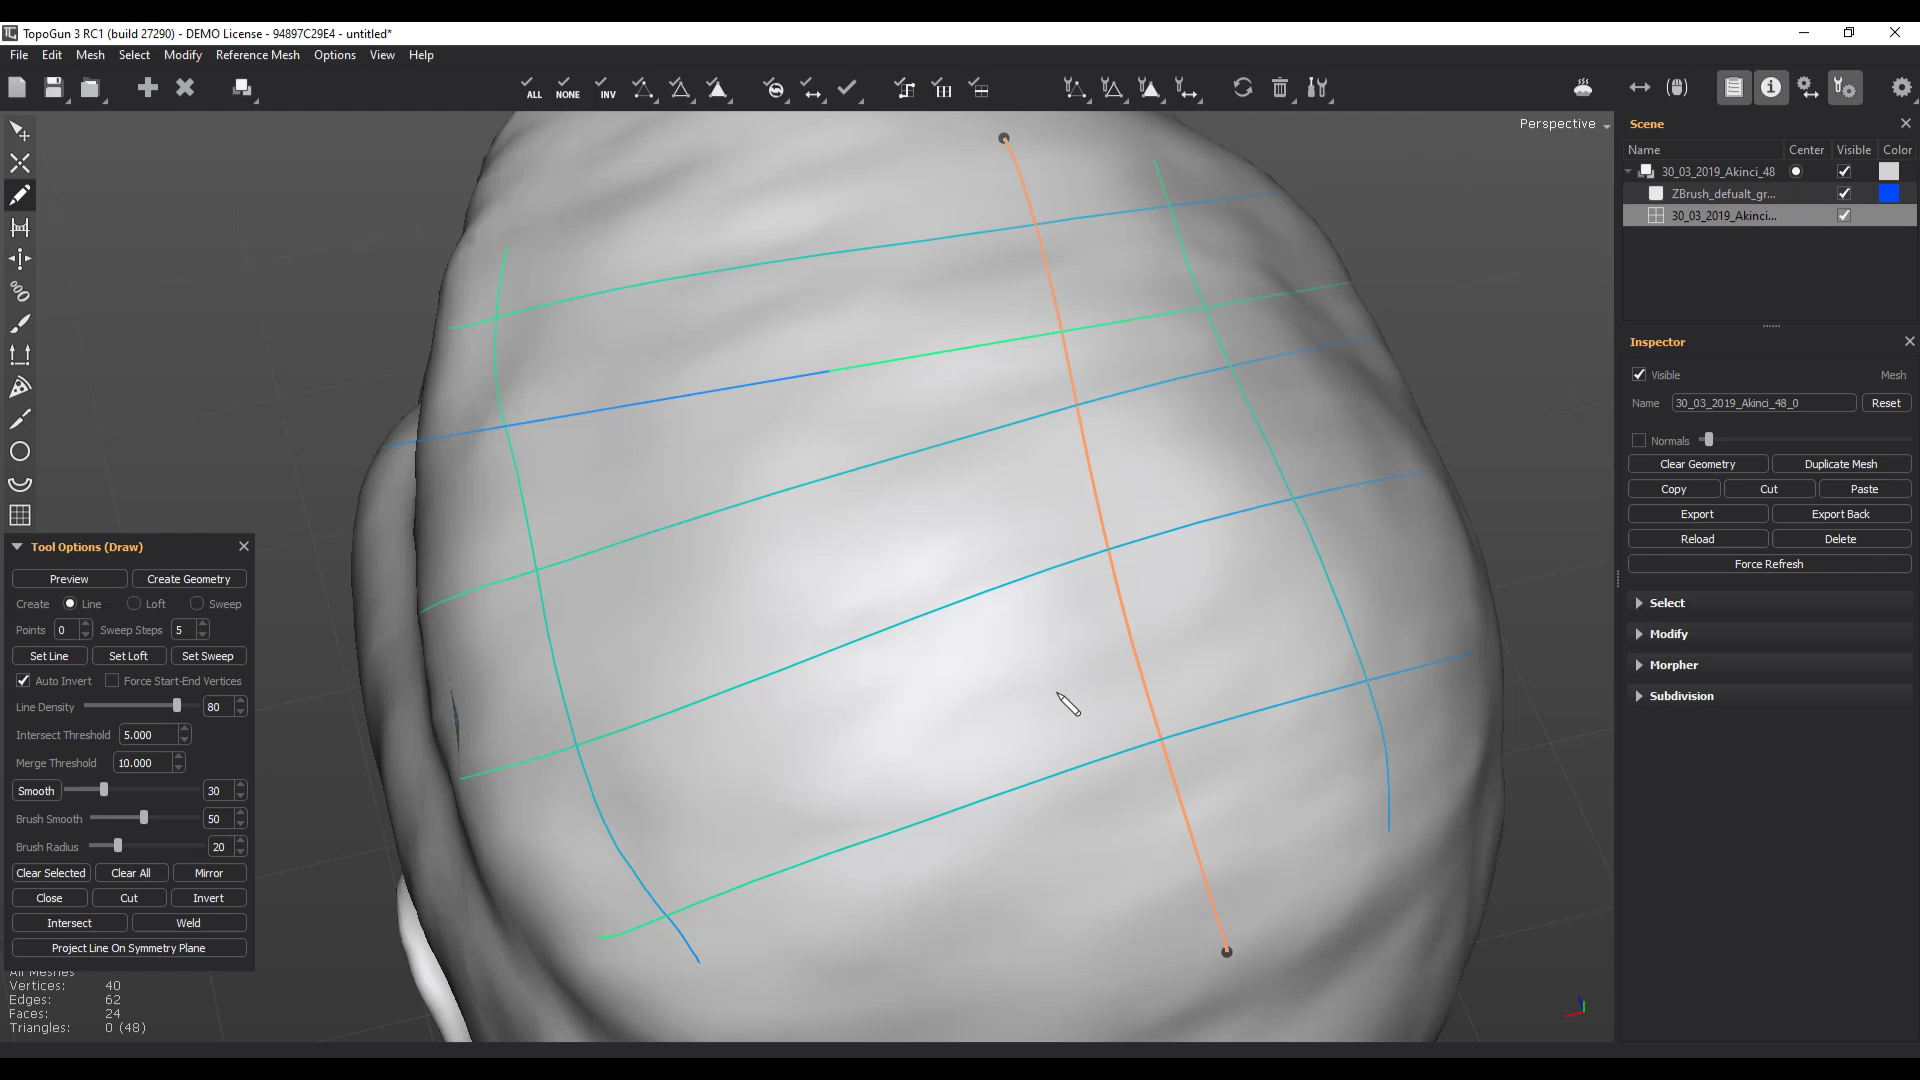 TopoGun 3 RC1 (build 27290) - DEMO License - 94897C29E4 - untitled*
File Edit Mesh Select Modify Reference Mesh Options View Help
ALL NONE INV
Perspective
Scene
Name Center Visible Color
30_03_2019_Akinci_48
ZBrush_defualt_gr...
30_03_2019_Akinci...
Inspector
Visible Mesh
Name 30_03_2019_Akinci_48_0 Reset
Normals
Clear Geometry Duplicate Mesh
Copy Cut Paste
Export Export Back
Reload Delete
Force Refresh
Select
Modify
Morpher
Subdivision
Tool Options (Draw)
Preview Create Geometry
Create Line Loft Sweep
Points 0 Sweep Steps 5
Set Line Set Loft Set Sweep
Auto Invert Force Start-End Vertices
Line Density 80
Intersect Threshold 5.000
Merge Threshold 10.000
Smooth 30
Brush Smooth 50
Brush Radius 20
Clear Selected Clear All Mirror
Close Cut Invert
Intersect Weld
Project Line On Symmetry Plane
All Meshes
Vertices: 40
Edges: 62
Faces: 24
Triangles: 0 (48)